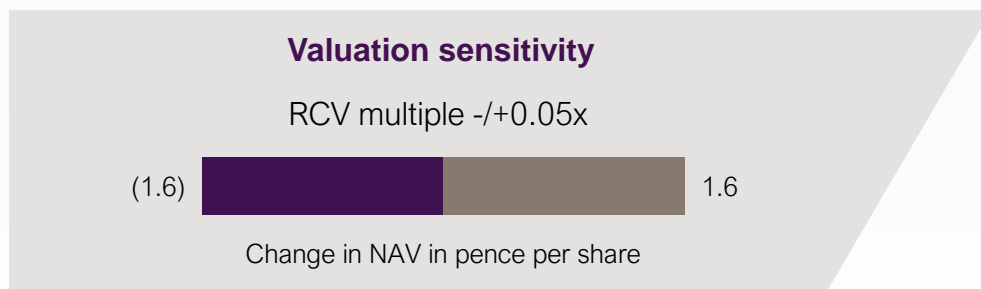 Valuation sensitivity
RCV multiple -/+0.05x
(1.6) 1.6
Change in NAV in pence per share